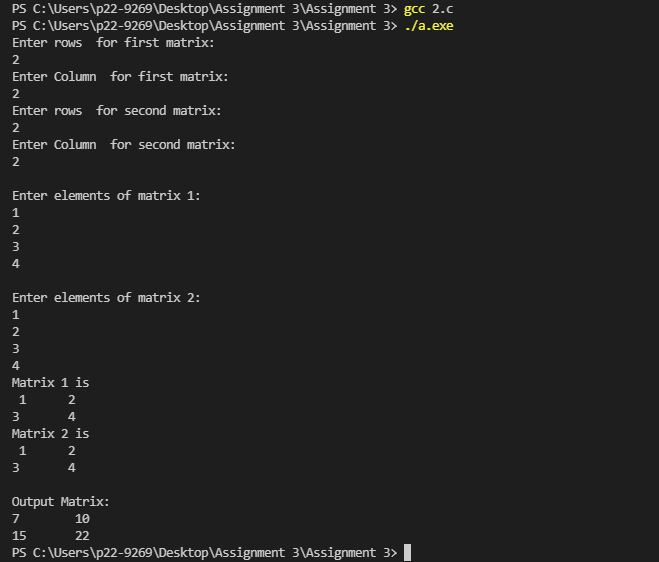 PS C:\Users\p22-9269\Desktop\Assignment 3\Assignment 3> gcc 2.c
PS C:\Users\p22-9269\Desktop\Assignment 3\Assignment 3> ./a.exe
Enter rows  for first matrix:
2
Enter Column  for first matrix:
2
Enter rows  for second matrix:
2
Enter Column  for second matrix:
2

Enter elements of matrix 1:
1
2
3
4

Enter elements of matrix 2:
1
2
3
4
Matrix 1 is
 1      2
3       4
Matrix 2 is
 1      2
3       4

Output Matrix:
7        10
15       22
PS C:\Users\p22-9269\Desktop\Assignment 3\Assignment 3>